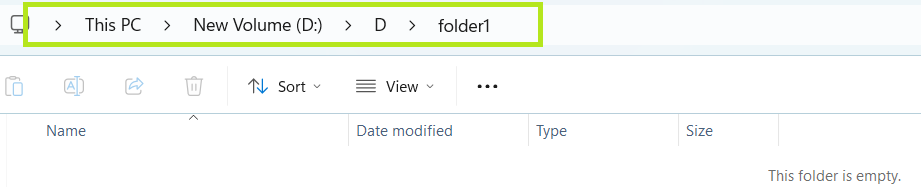 > This PC > New Volume (D:) > D > folder1
Sort View ...
Name Date modified Type Size
This folder is empty.